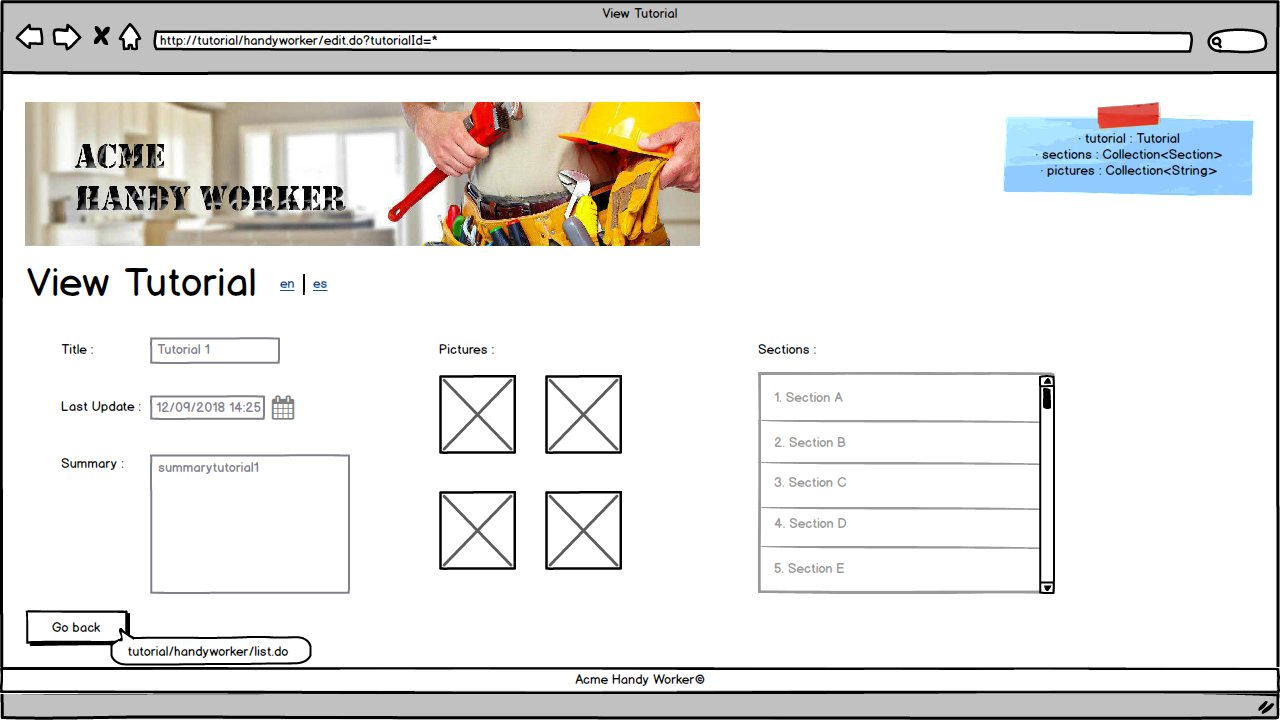 View Tutorial
http://tutorial/handyworker/edit.do?tutorialId=*
ACME
HANDY WORKER
· tutorial : Tutorial
· sections : Collection<Section>
· pictures : Collection<String>
View Tutorial en | es
Title : Tutorial 1
Last Update : 12/09/2018 14:25
Summary : summarytutorial1
Pictures :
Sections :
1. Section A
2. Section B
3. Section C
4. Section D
5. Section E
Go back
tutorial/handyworker/list.do
Acme Handy Worker©